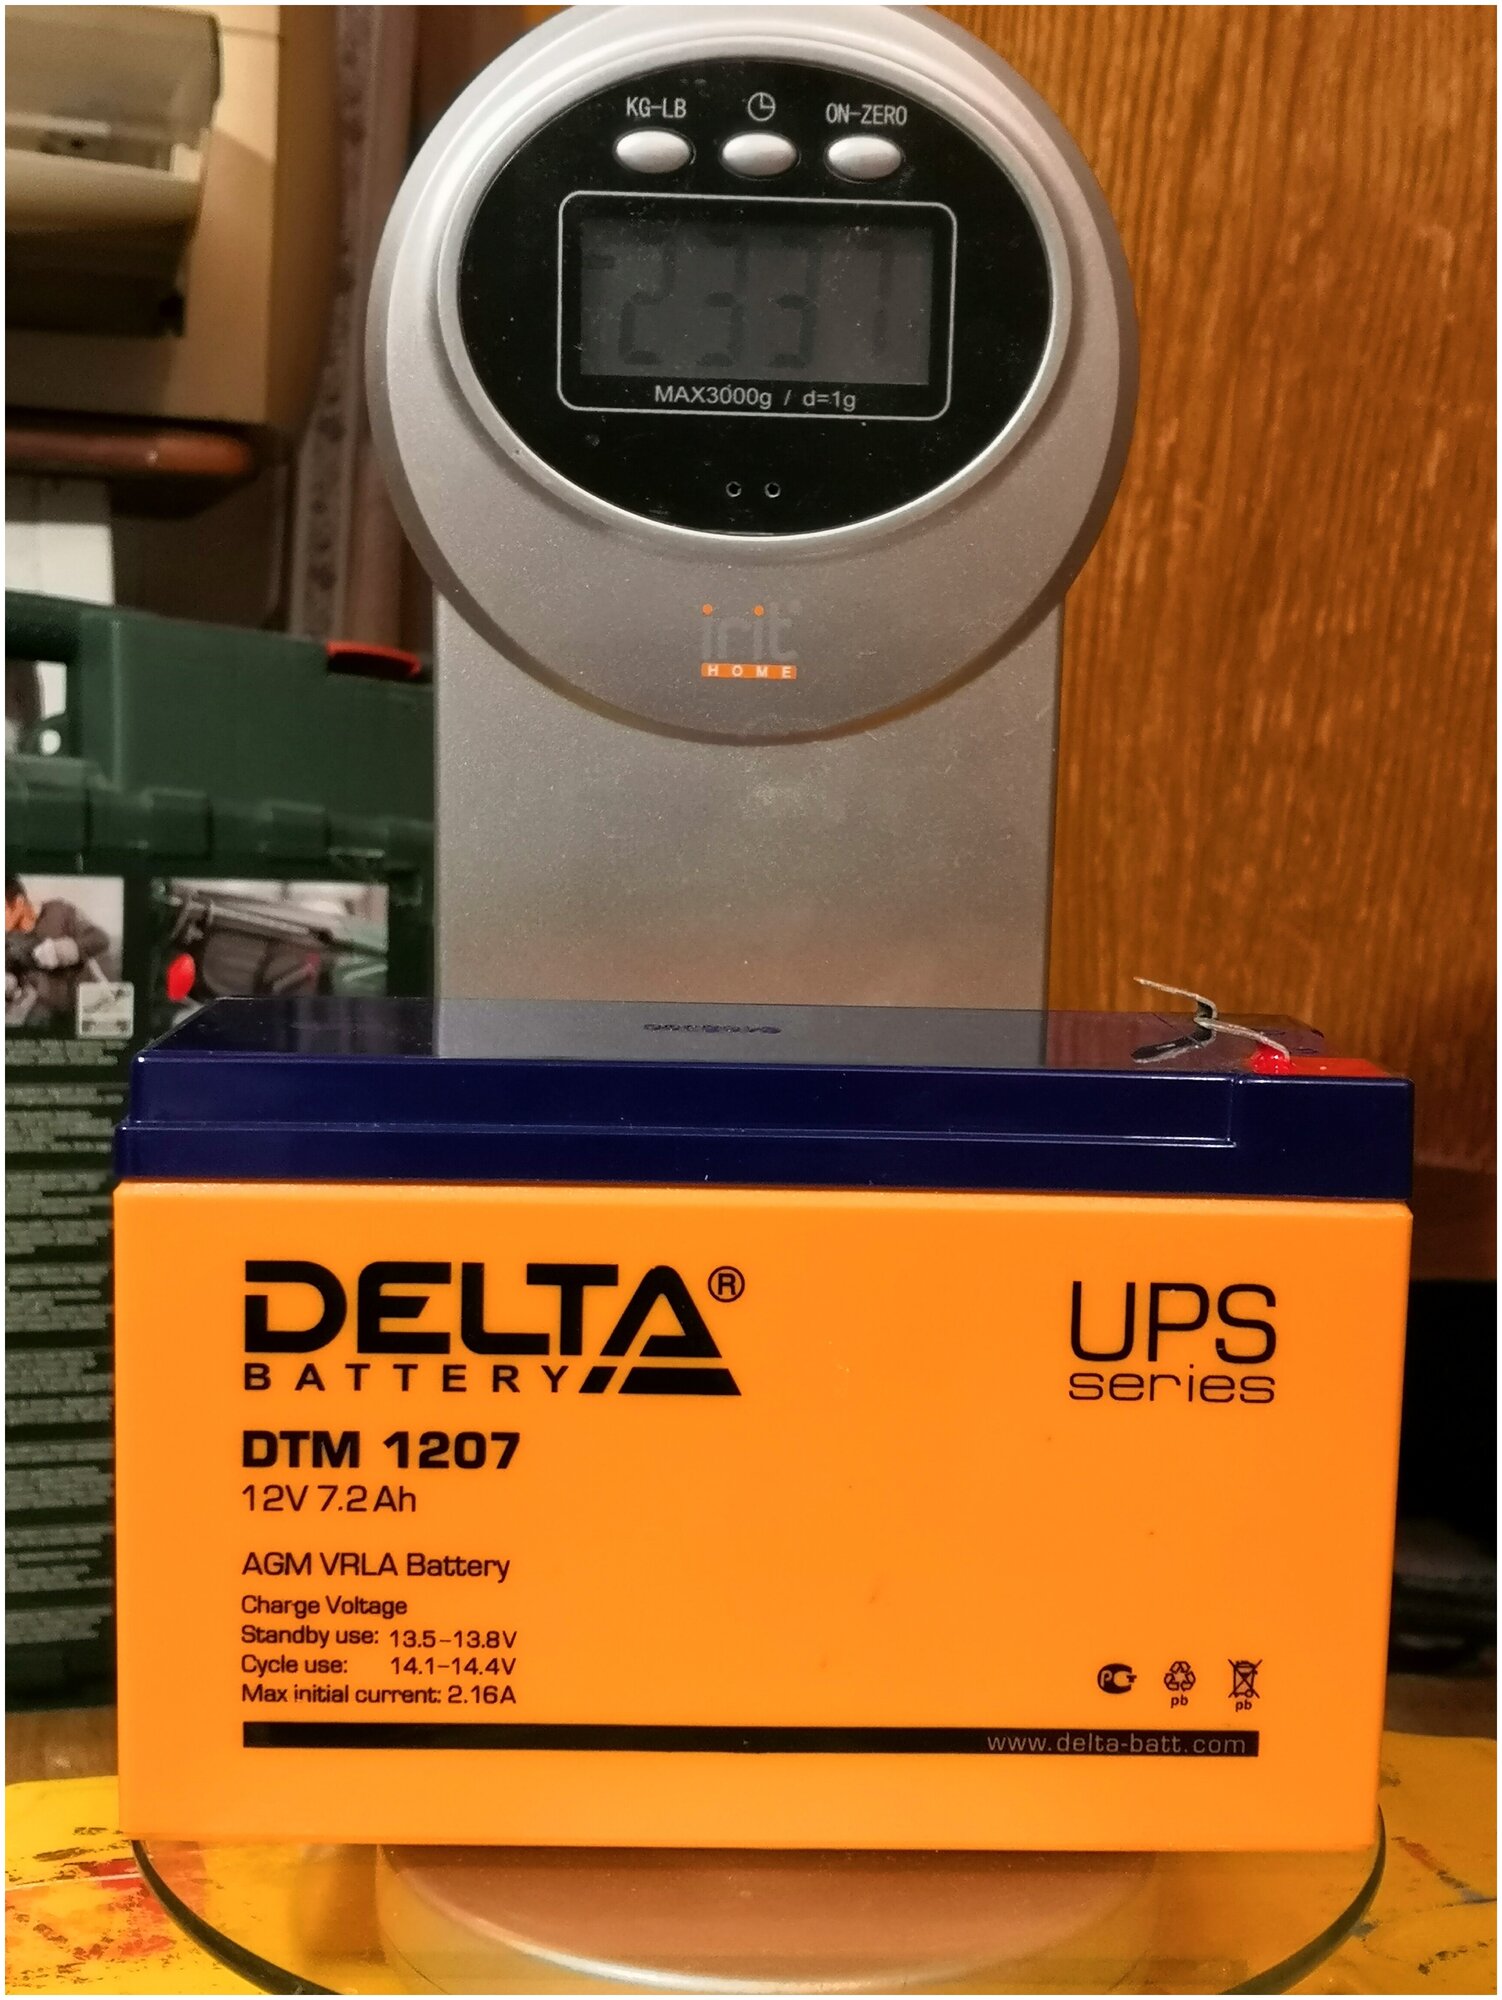 KG-LB ON-ZERO
2337
MAX3000g / d=1g
irit
HOME
DELTA®
BATTERY
UPS
series
DTM 1207
12V 7.2Ah
AGM VRLA Battery
Charge Voltage
Standby use: 13.5–13.8V
Cycle use: 14.1–14.4V
Max initial current: 2.16A
pb
pb
www.delta-batt.com